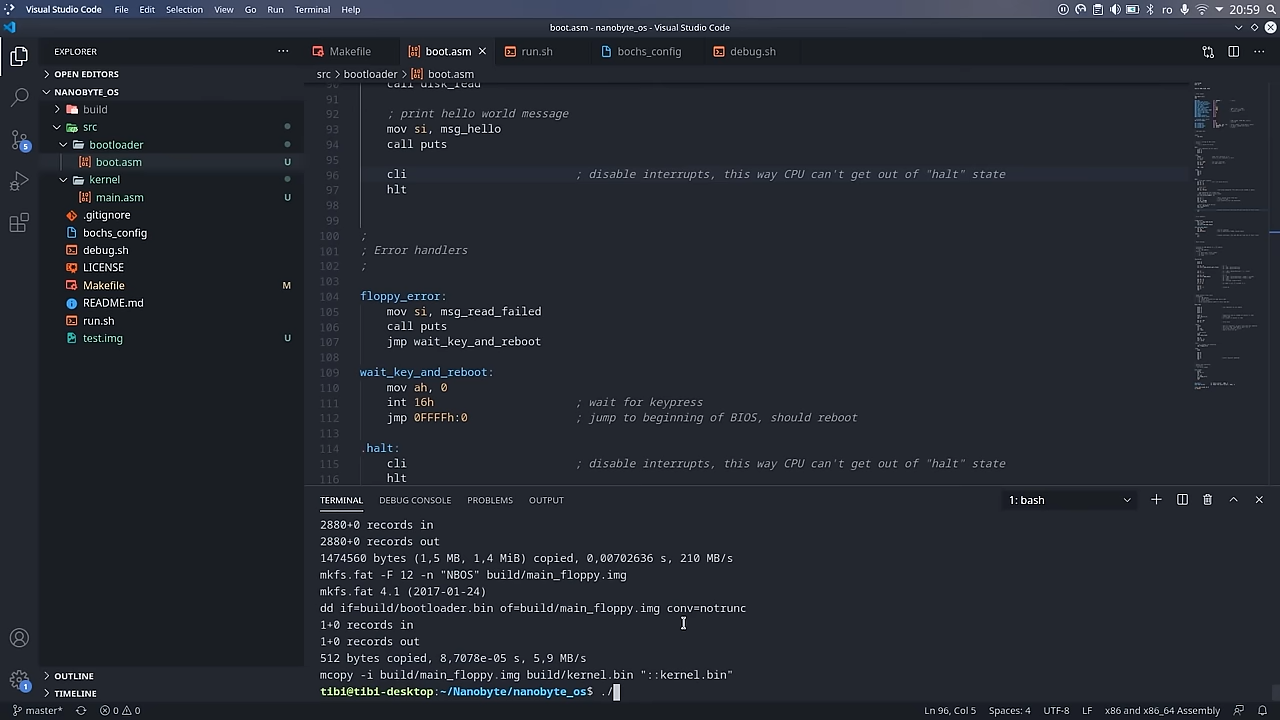 Visual Studio Code File Edit Selection View Go Run Terminal Help ro 20:59
boot.asm - nanobyte_os - Visual Studio Code
EXPLORER
Makefile boot.asm run.sh bochs_config debug.sh
OPEN EDITORS
src > bootloader > boot.asm
NANOBYTE_OS
build
src
bootloader
boot.asm U
kernel
main.asm U
.gitignore
bochs_config
debug.sh
LICENSE
Makefile M
README.md
run.sh
test.img U
OUTLINE
TIMELINE
90 call disk_read
91
92 ; print hello world message
93 mov si, msg_hello
94 call puts
95
96 cli ; disable interrupts, this way CPU can't get out of "halt" state
97 hlt
98
99
100 ;
101 ; Error handlers
102 ;
103
104 floppy_error:
105 mov si, msg_read_failed
106 call puts
107 jmp wait_key_and_reboot
108
109 wait_key_and_reboot:
110 mov ah, 0
111 int 16h ; wait for keypress
112 jmp 0FFFFh:0 ; jump to beginning of BIOS, should reboot
113
114 .halt:
115 cli ; disable interrupts, this way CPU can't get out of "halt" state
116 hlt
TERMINAL DEBUG CONSOLE PROBLEMS OUTPUT 1: bash
2880+0 records in
2880+0 records out
1474560 bytes (1,5 MB, 1,4 MiB) copied, 0,00702636 s, 210 MB/s
mkfs.fat -F 12 -n "NBOS" build/main_floppy.img
mkfs.fat 4.1 (2017-01-24)
dd if=build/bootloader.bin of=build/main_floppy.img conv=notrunc
1+0 records in
1+0 records out
512 bytes copied, 8,7078e-05 s, 5,9 MB/s
mcopy -i build/main_floppy.img build/kernel.bin "::kernel.bin"
tibi@tibi-desktop:~/Nanobyte/nanobyte_os$ ./
5
1
master* 0 0 Ln 96, Col 5 Spaces: 4 UTF-8 LF x86 and x86_64 Assembly